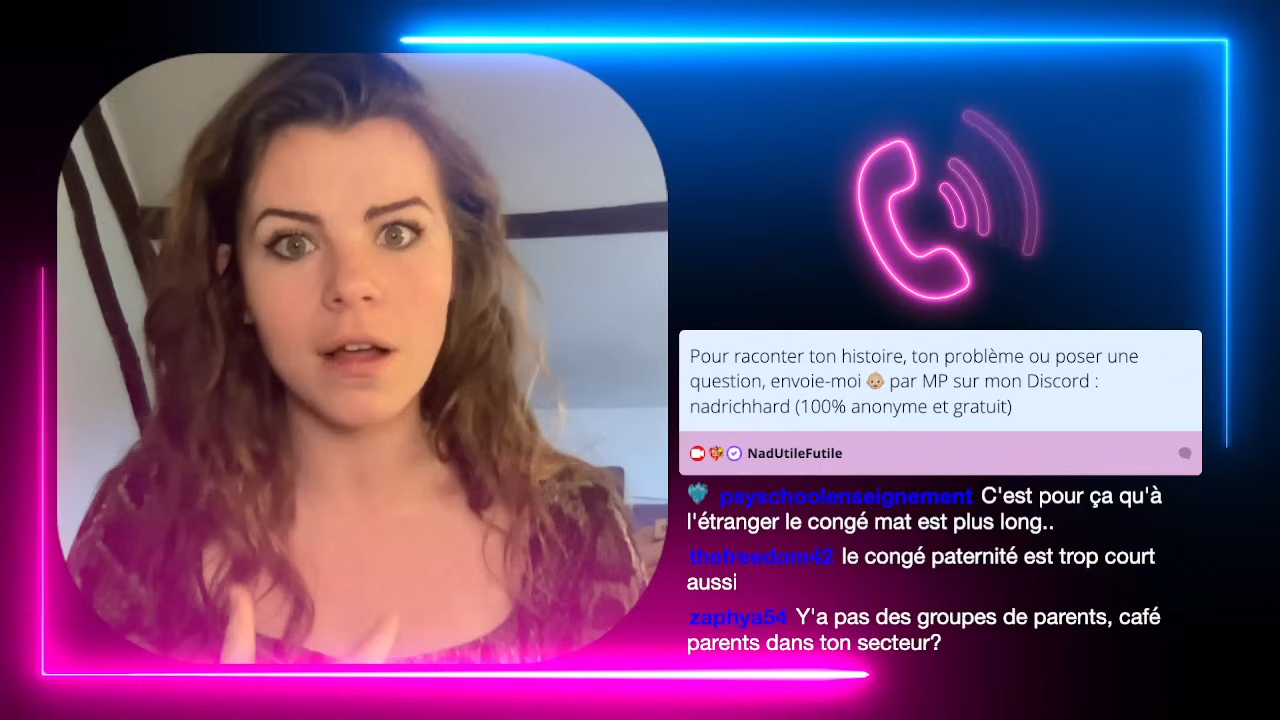 Pour raconter ton histoire, ton problème ou poser une
question, envoie-moi 👶🏼 par MP sur mon Discord :
nadrichhard (100% anonyme et gratuit)
NadUtileFutile
psyschoolenseignement C'est pour ça qu'à
l'étranger le congé mat est plus long..
thefreedom42 le congé paternité est trop court
aussi
zaphya54 Y'a pas des groupes de parents, café
parents dans ton secteur?